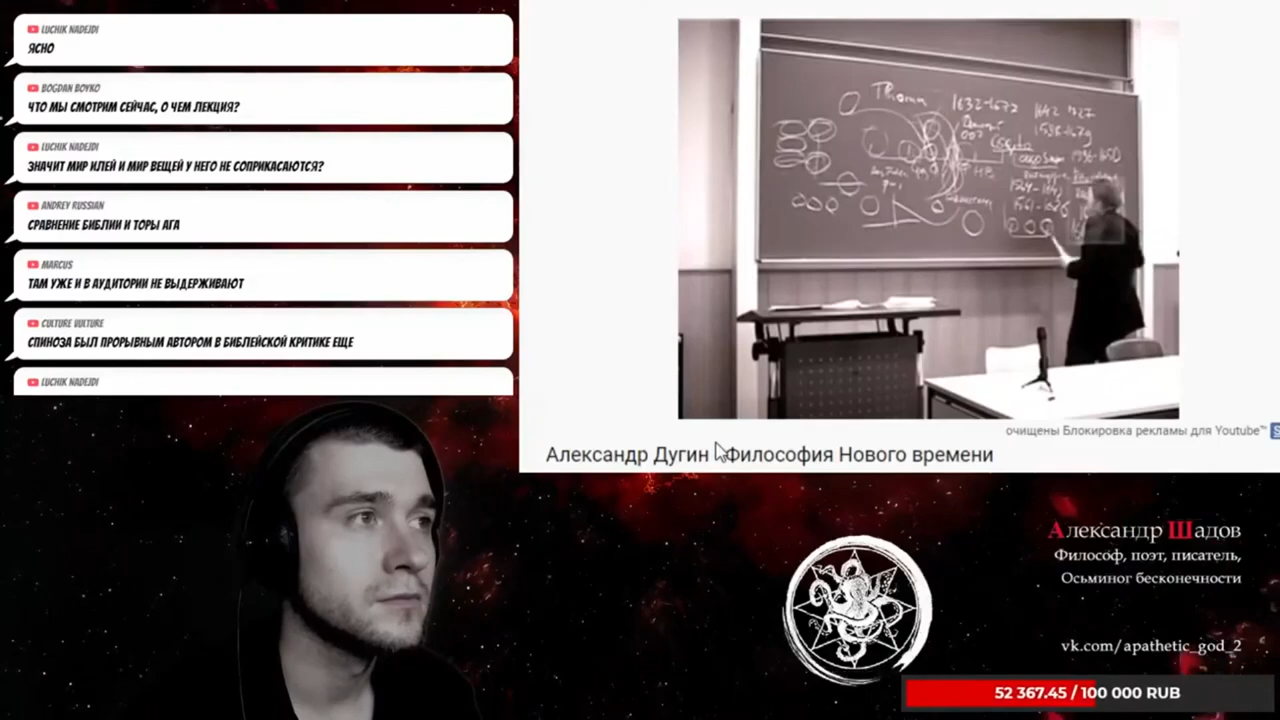 LUCHIK NADEJDI
ЯСНО
BOGDAN BOYKO
ЧТО МЫ СМОТРИМ СЕЙЧАС, О ЧЕМ ЛЕКЦИЯ?
LUCHIK NADEJDI
ЗНАЧИТ МИР ИЛЕЙ И МИР ВЕЩЕЙ У НЕГО НЕ СОПРИКАСАЮТСЯ?
ANDREY RUSSIAN
СРАВНЕНИЕ БИБЛИИ И ТОРЫ АГА
MARCUS
ТАМ УЖЕ И В АУДИТОРИИ НЕ ВЫДЕРЖИВАЮТ
CULTURE VULTURE
СПИНОЗА БЫЛ ПРОРЫВНЫМ АВТОРОМ В БИБЛЕЙСКОЙ КРИТИКЕ ЕЩЕ
LUCHIK NADEJDI
1632-1677
очищены Блокировка рекламы для Youtube™ S
Александр Дугин Философия Нового времени
Александр Шадов
Философ, поэт, писатель,
Осьминог бесконечности
vk.com/apathetic_god_2
52 367.45 / 100 000 RUB